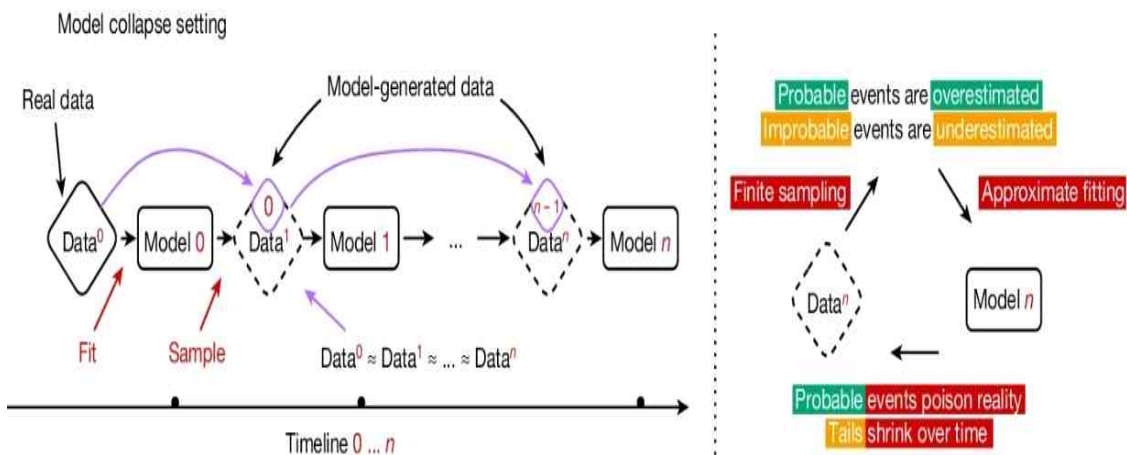 Model collapse setting
Real data
Model-generated data
0
n – 1
Data⁰
Model 0
Data¹
Model 1
...
Dataⁿ
Model n
Fit
Sample
Data⁰ ≈ Data¹ ≈ ... ≈ Dataⁿ
Timeline 0 ... n
Probable events are overestimated
Improbable events are underestimated
Finite sampling
Approximate fitting
Dataⁿ
Model n
Probable events poison reality
Tails shrink over time